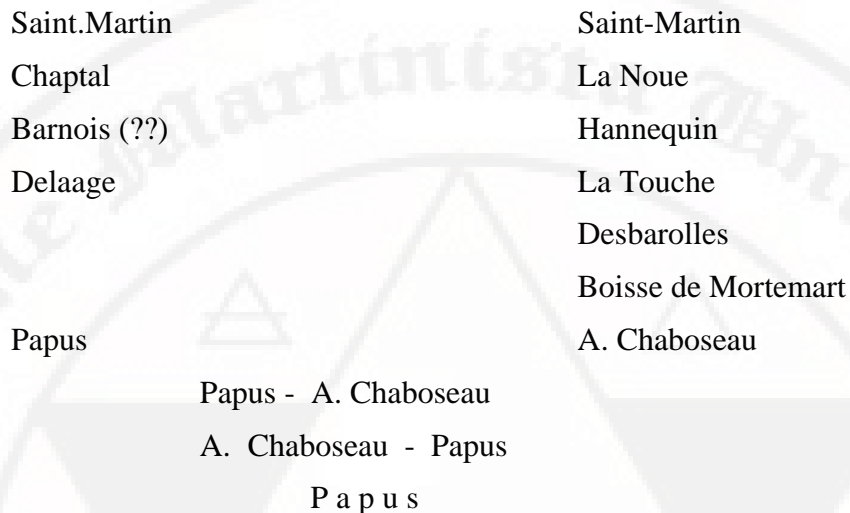 Saint.Martin Saint-Martin
Chaptal La Noue
Barnois (??) Hannequin
Delaage La Touche
Desbarolles
Boisse de Mortemart
Papus A. Chaboseau
Papus - A. Chaboseau
A. Chaboseau - Papus
P a p u s